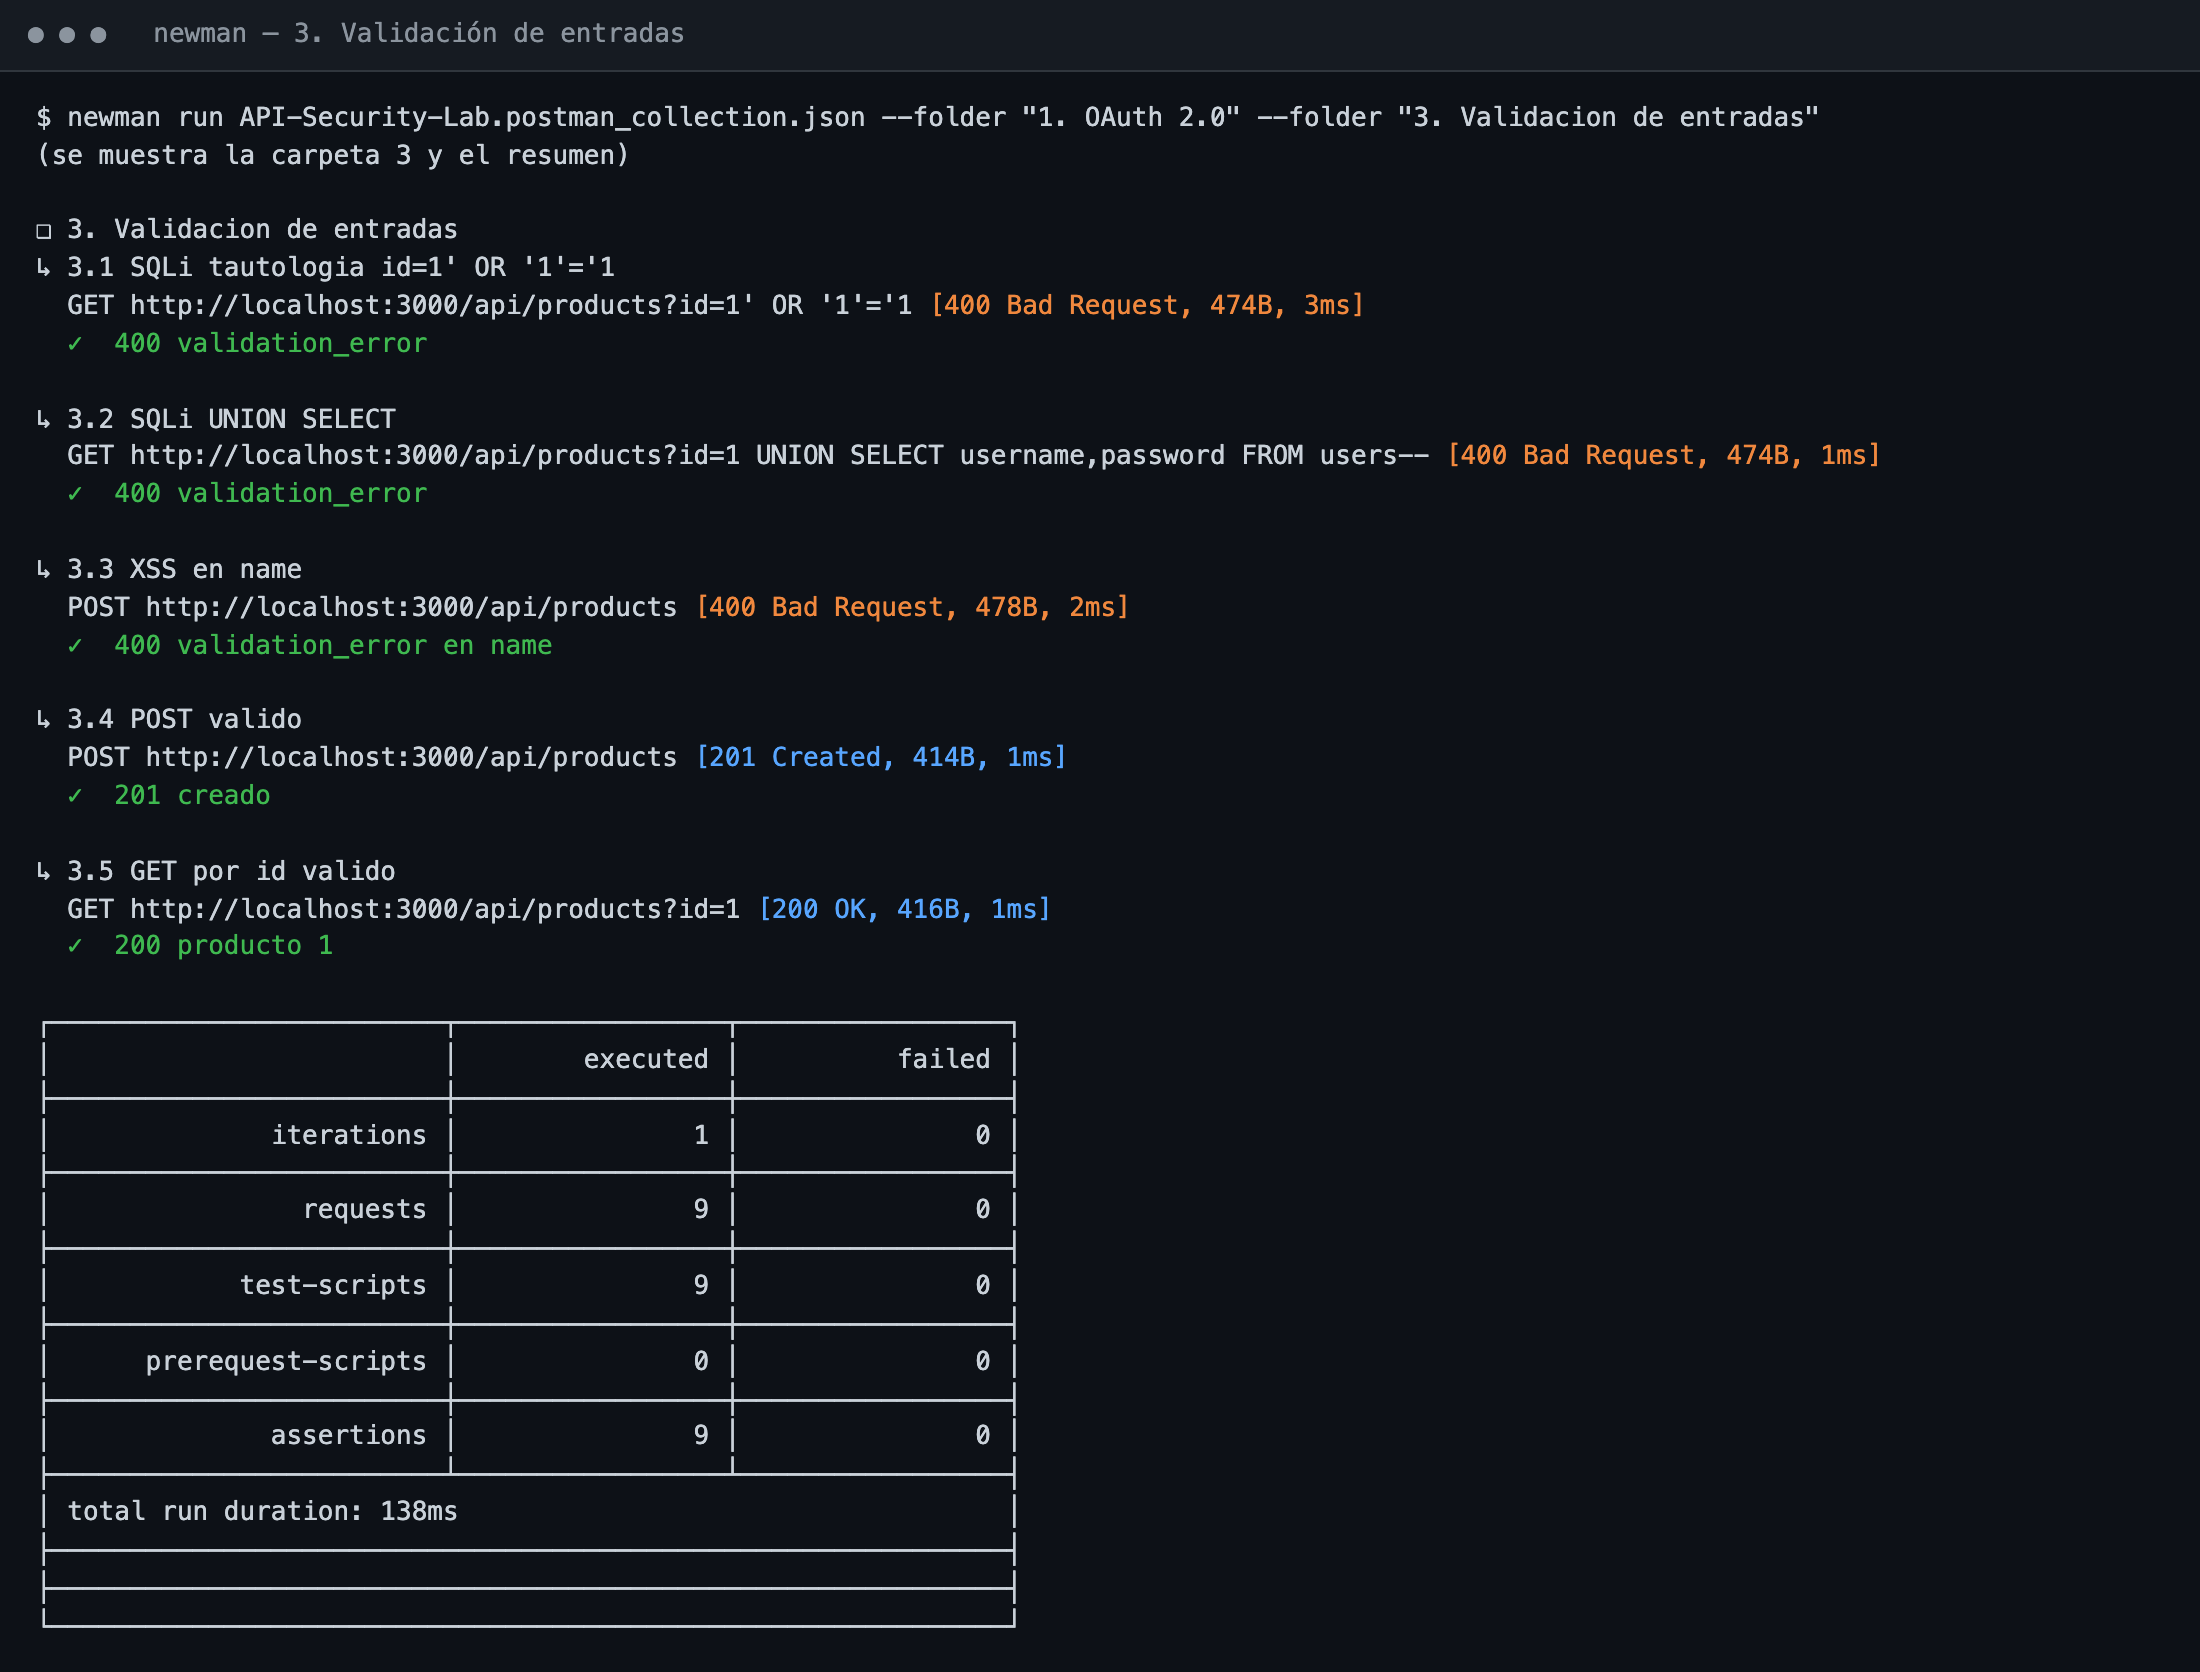 newman — 3. Validación de entradas
$ newman run API-Security-Lab.postman_collection.json --folder "1. OAuth 2.0" --folder "3. Validacion de entradas"
(se muestra la carpeta 3 y el resumen)
❏ 3. Validacion de entradas
↳ 3.1 SQLi tautologia id=1' OR '1'='1
GET http://localhost:3000/api/products?id=1' OR '1'='1 [400 Bad Request, 474B, 3ms]
✓ 400 validation_error
↳ 3.2 SQLi UNION SELECT
GET http://localhost:3000/api/products?id=1 UNION SELECT username,password FROM users-- [400 Bad Request, 474B, 1ms]
✓ 400 validation_error
↳ 3.3 XSS en name
POST http://localhost:3000/api/products [400 Bad Request, 478B, 2ms]
✓ 400 validation_error en name
↳ 3.4 POST valido
POST http://localhost:3000/api/products [201 Created, 414B, 1ms]
✓ 201 creado
↳ 3.5 GET por id valido
GET http://localhost:3000/api/products?id=1 [200 OK, 416B, 1ms]
✓ 200 producto 1
executed failed
iterations 1 0
requests 9 0
test-scripts 9 0
prerequest-scripts 0 0
assertions 9 0
total run duration: 138ms